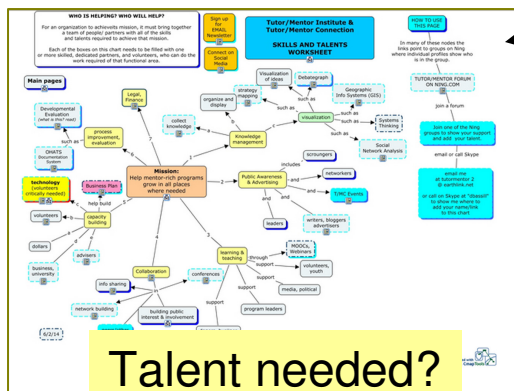 WHO IS HELPING? WHO WILL HELP?
For an organization to achieveits mission, it must bring together
a team of people/ partners with all of the skills
and talents required to achieve that mission.
Each of the boxes on this chart needs to be filled with one
or more skilled, dedicated partners, and volunteers, who can do the
work required of that functional area.
Sign up
for
EMAIL
Newsletter
Connect on
Social
Media
Tutor/Mentor Institute &
Tutor/Mentor Connection
SKILLS AND TALENTS
WORKSHEET
HOW TO USE
THIS PAGE
In many of these nodes the
links point to groups on Ning
where individual profiles show who
is in the group.
TUTOR/MENTOR FORUM
ON NING.COM
join a forum
Join one of the Ning
groups to show your support
and add your talent.
email or call Skype
email me
at tutormentor 2
@ earthlink.net
or call on Skype at "dbassill
to show me where to
add your name/link
to this chart
Main pages
Developmental
Evaluation
(what is this? read)
such as
OHATS
Documentation
System
such as
process
improvement,
evaluation
Legal,
Finance
collect
knowledge
organize and
display
strategy
mapping
Visualization
of ideas
Debategraph
such as
such as
Geographic
Info Systems (GIS)
such as
Systems
Thinking
visualization
such as
Social
Network Analysis
Knowledge
management
technology
(volunteers
critically needed)
Business Plan
help build
volunteers
capacity
building
dollars
advisers
business,
university
Mission:
Help mentor-rich programs
grow in all places
where needed
Public Awareness
& Advertising
includes
scroungers
and
networkers
and
T/MC-Events
and
and
writers, bloggers
advertisers
leaders
learning &
teaching
through
MOOCs,
Webinars
support
volunteers,
youth
support
media, political
support
program leaders
support
Collaboration
info sharing
in
conferences
network building
building public
interest & involvement
6/2/14
Talent needed?